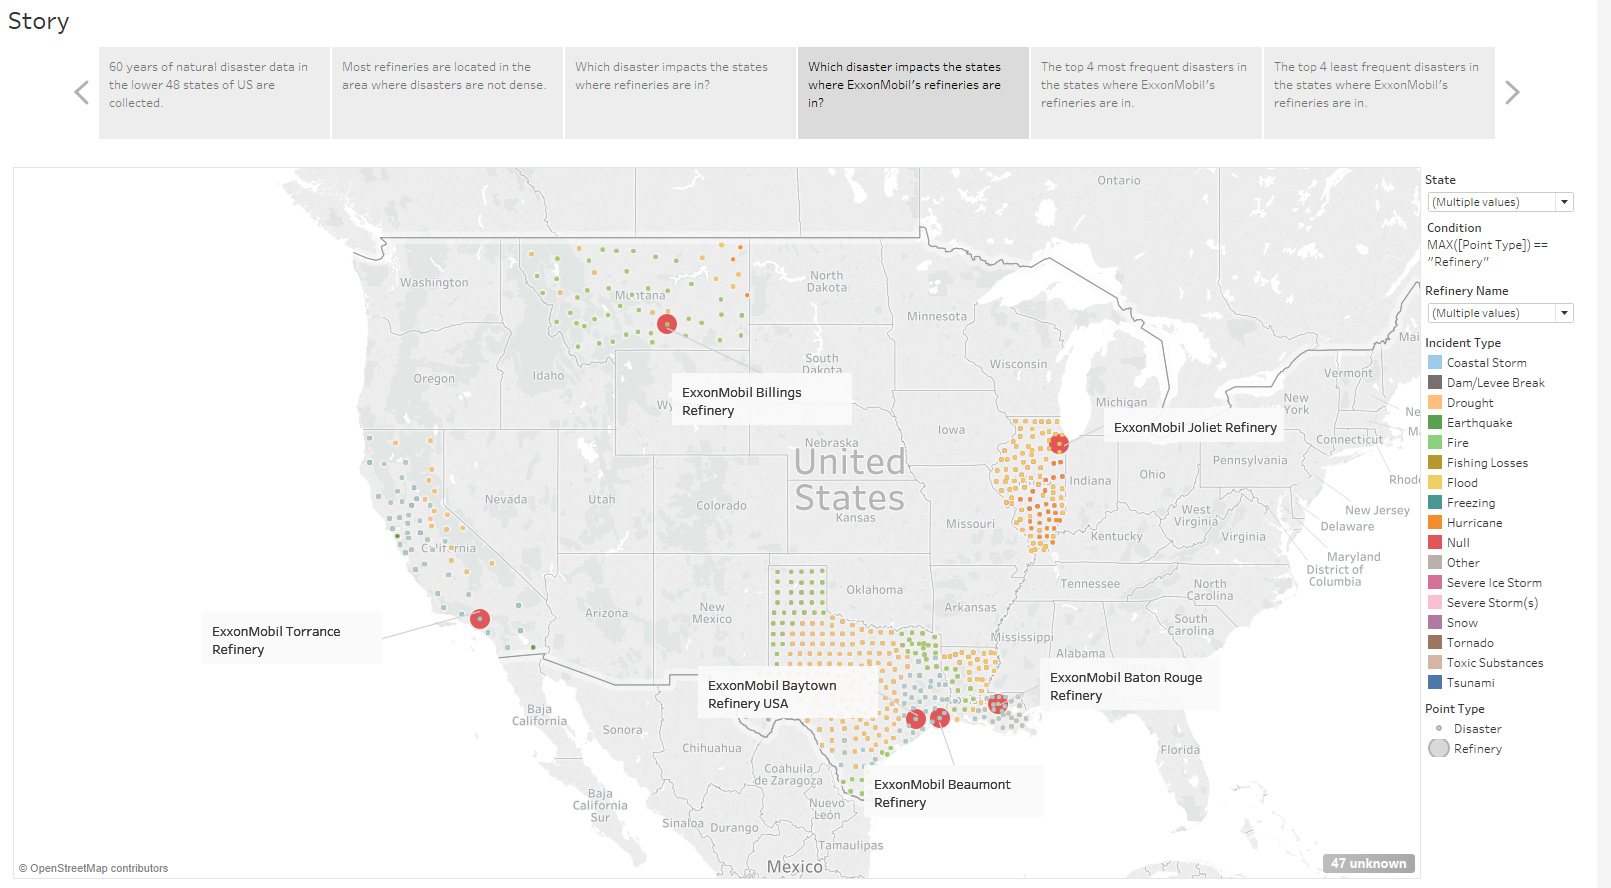 Story
60 years of natural disaster data in
the lower 48 states of US are
collected.
Most refineries are located in the
area where disasters are not dense.
Which disaster impacts the states
where refineries are in?
Which disaster impacts the states
where ExxonMobil's refineries are
in?
The top 4 most frequent disasters in
the states where ExxonMobil's
refineries are in.
The top 4 least frequent disasters in
the states where ExxonMobil's
refineries are in.
Ontario
Washington
Montana
North
Dakota
Minnesota
Oregon
Idaho
South
Dakota
Wisconsin
Michigan
Vermont
New
York
Connecticut
Iowa
Nebraska
Pennsylvania
Ohio
Indiana
Nevada
Utah
Colorado
United
States
Kansas
Missouri
West
Virginia
Virginia
Kentucky
New Jersey
Delaware
Maryland
District of
Columbia
California
Arizona
New
Mexico
Oklahoma
Arkansas
Tennessee
North
Carolina
South
Carolina
Mississippi
Alabama
Florida
Baja
California
Sonora
Chihuahua
Coahuila
de Zaragoza
Baja
California
Sur
Sinaloa
Durango
Nuevo
León
Tamaulipas
Mexico
ExxonMobil Billings
Refinery
ExxonMobil Joliet Refinery
ExxonMobil Torrance
Refinery
ExxonMobil Baytown
Refinery USA
ExxonMobil Baton Rouge
Refinery
ExxonMobil Beaumont
Refinery
© OpenStreetMap contributors
47 unknown
State
(Multiple values)
Condition
MAX([Point Type]) ==
"Refinery"
Refinery Name
(Multiple values)
Incident Type
Coastal Storm
Dam/Levee Break
Drought
Earthquake
Fire
Fishing Losses
Flood
Freezing
Hurricane
Null
Other
Severe Ice Storm
Severe Storm(s)
Snow
Tornado
Toxic Substances
Tsunami
Point Type
Disaster
Refinery